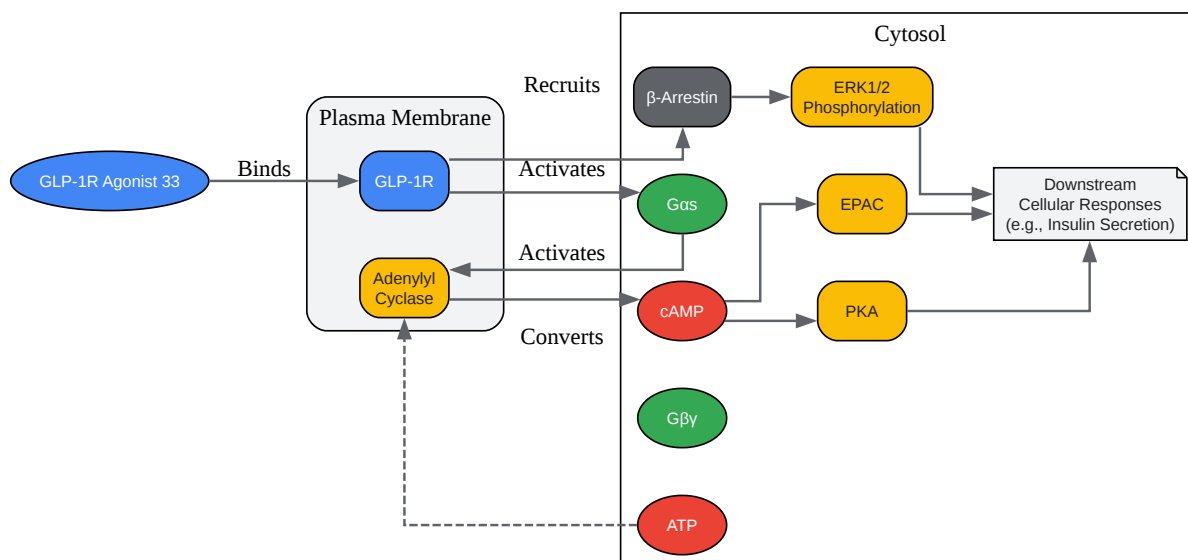 Cytosol
Recruits
β-Arrestin
ERK1/2
Phosphorylation
Plasma Membrane
GLP-1R Agonist 33
Binds
GLP-1R
Activates
Gαs
EPAC
Downstream
Cellular Responses
(e.g., Insulin Secretion)
Activates
Adenylyl
Cyclase
cAMP
PKA
Converts
Gβγ
ATP